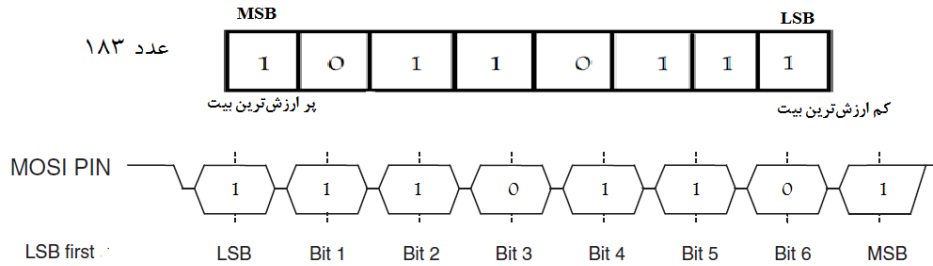 MSB LSB
عدد ۱۸۳
1 0 1 1 0 1 1 1
پر ارزش‌ترین بیت کم ارزش‌ترین بیت
MOSI PIN 1 1 1 0 1 1 0 1
LSB first LSB Bit 1 Bit 2 Bit 3 Bit 4 Bit 5 Bit 6 MSB